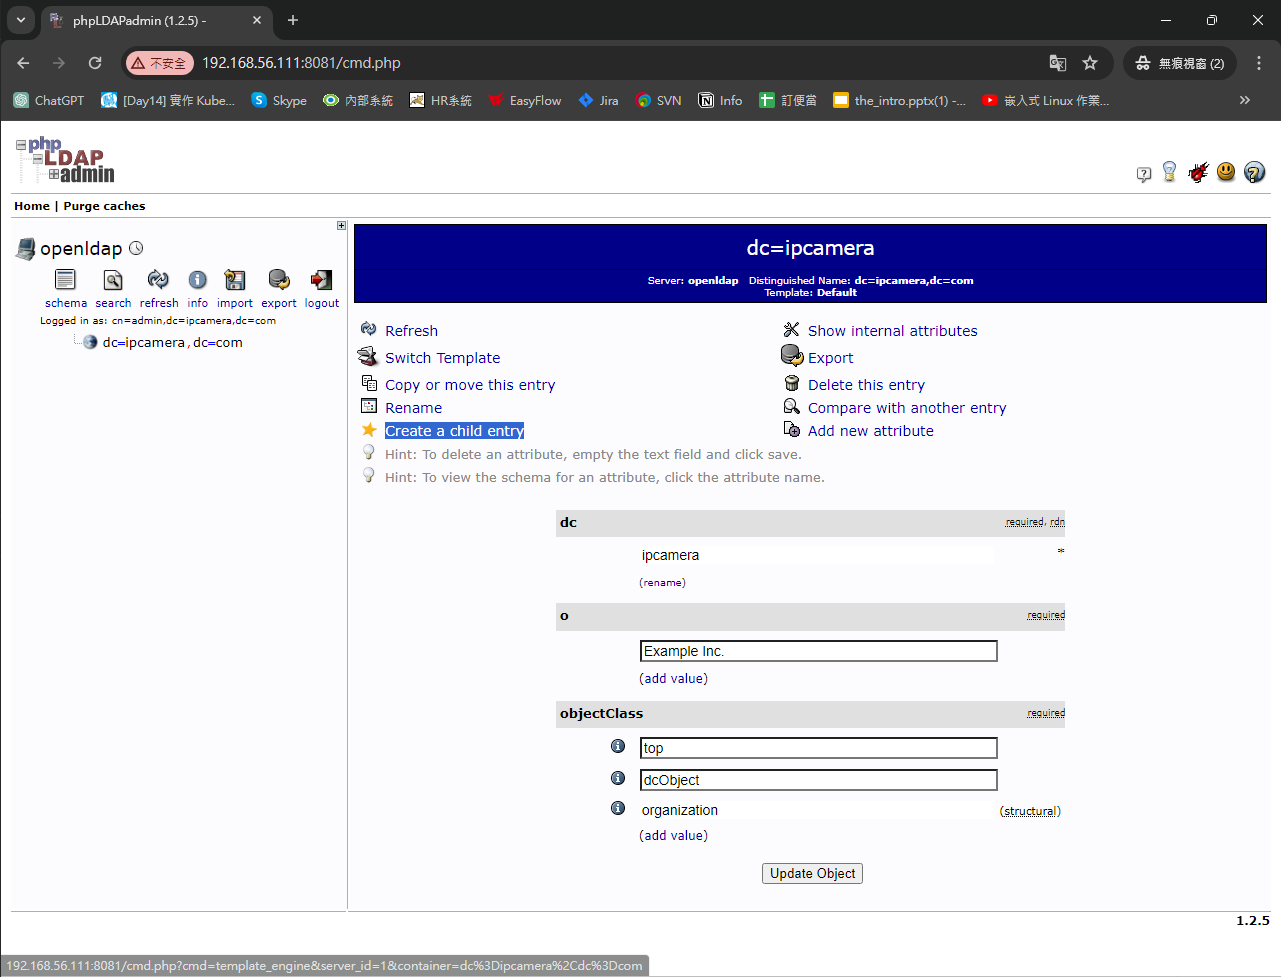 phpLDAPadmin (1.2.5) -
不安全
192.168.56.111:8081/cmd.php
無痕視窗 (2)
ChatGPT
[Day14] 實作 Kube...
Skype
內部系統
HR系統
EasyFlow
Jira
SVN
Info
訂便當
the_intro.pptx(1) -...
嵌入式 Linux 作業...
php
LDAP
admin
Home | Purge caches
openldap
schema search refresh info import export logout
Logged in as: cn=admin,dc=ipcamera,dc=com
dc=ipcamera,dc=com
dc=ipcamera
Server: openldap Distinguished Name: dc=ipcamera,dc=com
Template: Default
Refresh
Show internal attributes
Switch Template
Export
Copy or move this entry
Delete this entry
Rename
Compare with another entry
Create a child entry
Add new attribute
Hint: To delete an attribute, empty the text field and click save.
Hint: To view the schema for an attribute, click the attribute name.
dc
required, rdn
ipcamera
*
(rename)
o
required
Example Inc.
(add value)
objectClass
required
top
dcObject
organization
(structural)
(add value)
Update Object
1.2.5
192.168.56.111:8081/cmd.php?cmd=template_engine&server_id=1&container=dc%3Dipcamera%2Cdc%3Dcom